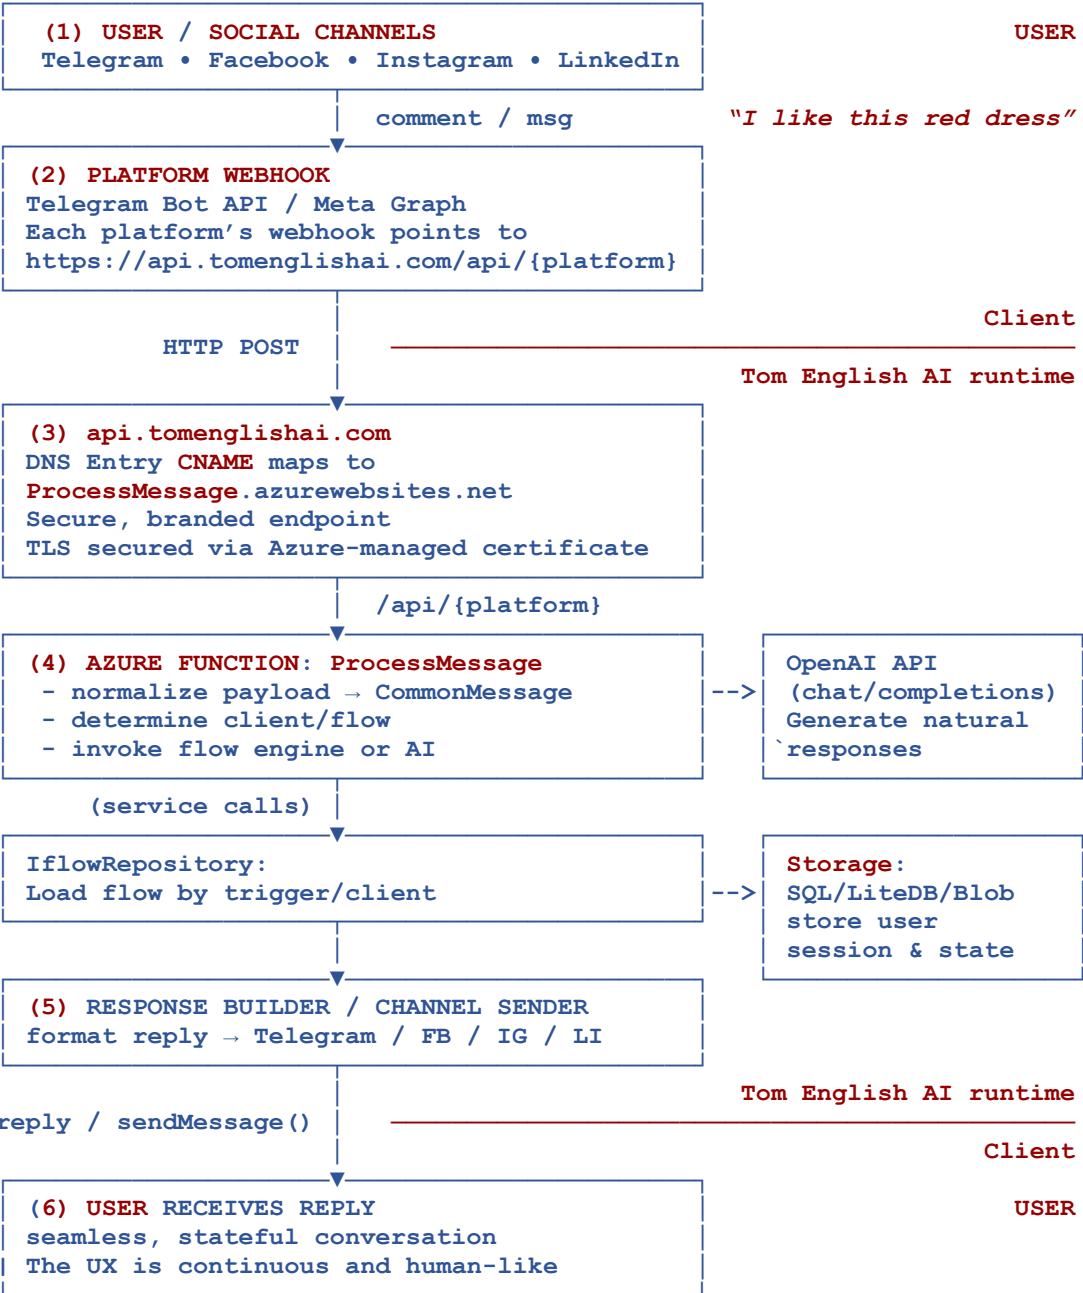 (1) USER / SOCIAL CHANNELS
USER
Telegram • Facebook • Instagram • LinkedIn
comment / msg
“I like this red dress”
(2) PLATFORM WEBHOOK
Telegram Bot API / Meta Graph
Each platform’s webhook points to
https://api.tomenglishai.com/api/{platform}
Client
HTTP POST
Tom English AI runtime
(3) api.tomenglishai.com
DNS Entry CNAME maps to
ProcessMessage.azurewebsites.net
Secure, branded endpoint
TLS secured via Azure-managed certificate
/api/{platform}
(4) AZURE FUNCTION: ProcessMessage
- normalize payload → CommonMessage
- determine client/flow
- invoke flow engine or AI
-->
OpenAI API
(chat/completions)
Generate natural
`responses
(service calls)
IflowRepository:
Load flow by trigger/client
-->
Storage:
SQL/LiteDB/Blob
store user
session & state
(5) RESPONSE BUILDER / CHANNEL SENDER
format reply → Telegram / FB / IG / LI
Tom English AI runtime
reply / sendMessage()
Client
(6) USER RECEIVES REPLY
USER
seamless, stateful conversation
The UX is continuous and human-like